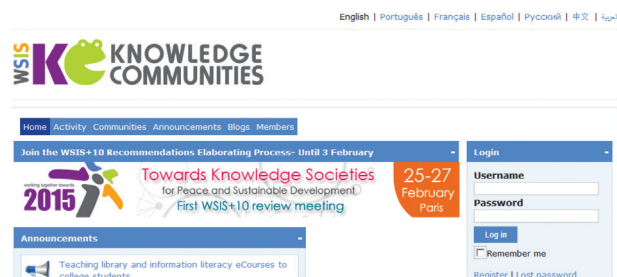 English | Português | Français | Español | Русский | 中文 | العربية
WSIS KNOWLEDGE
COMMUNITIES
Home Activity Communities Announcements Blogs Members
Join the WSIS+10 Recommendations Elaborating Process- Until 3 February -
working together towards
2015
Towards Knowledge Societies
for Peace and Sustainable Development
First WSIS+10 review meeting
25-27
February
Paris
Announcements -
Teaching library and information literacy eCourses to
college students
Login -
Username
Password
Log in
Remember me
Register | Lost password